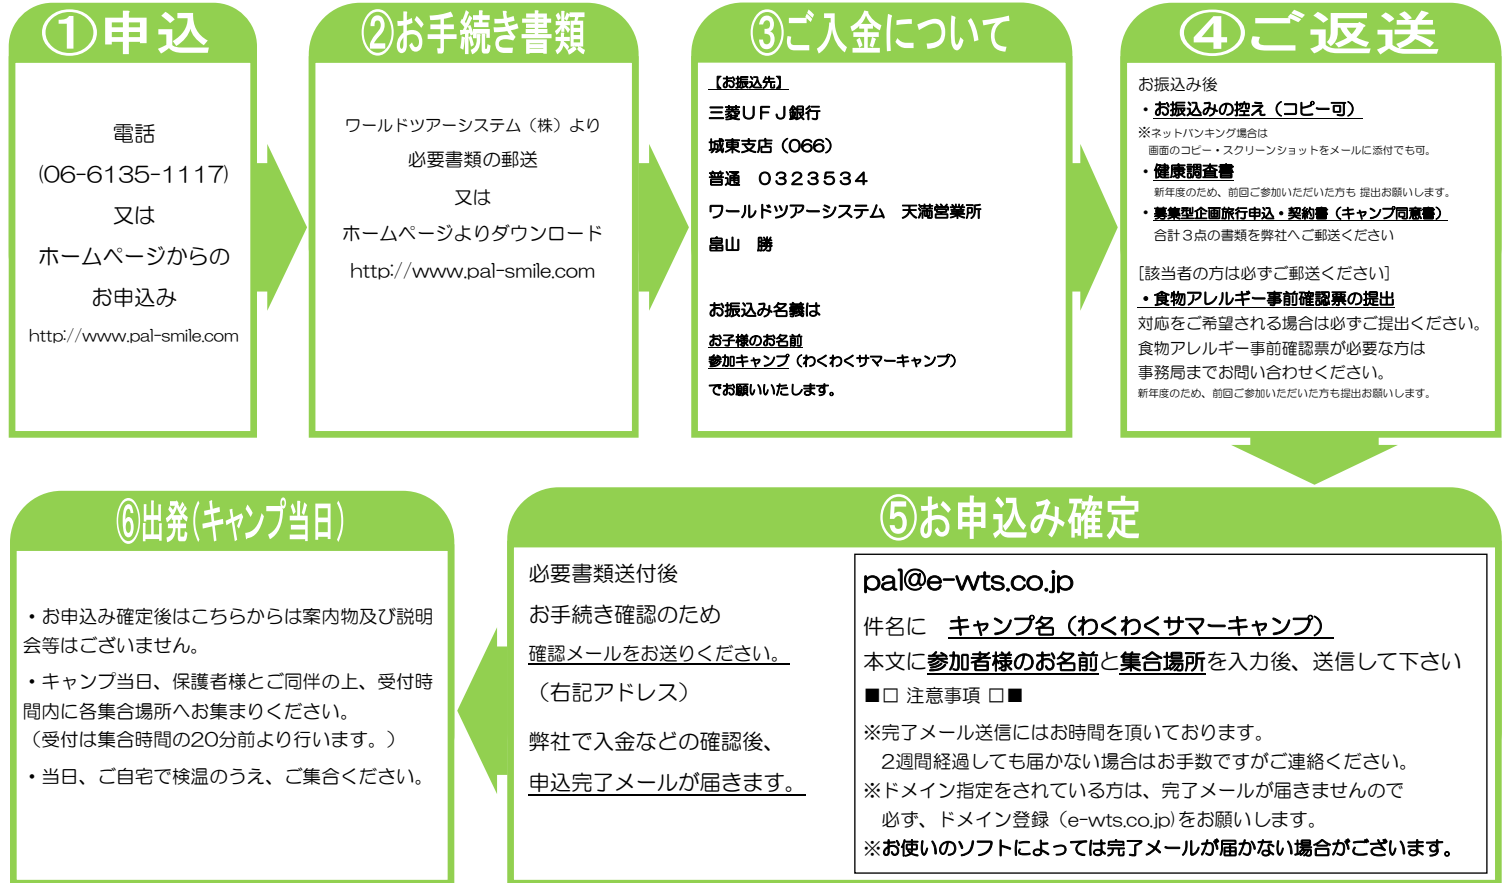 ①申込
電話
(06-6135-1117)
又は
ホームページからの
お申込み
http://www.pal-smile.com
②お手続き書類
ワールドツアーシステム（株）より
必要書類の郵送
又は
ホームページよりダウンロード
http://www.pal-smile.com
③ご入金について
【お振込先】
三菱ＵＦＪ銀行
城東支店（066）
普通　０３２３５３４
ワールドツアーシステム　天満営業所
畠山　勝
お振込み名義は
お子様のお名前
参加キャンプ（わくわくサマーキャンプ）
でお願いいたします。
④ご返送
お振込み後
・お振込みの控え（コピー可）
※ネットバンキング場合は
画面のコピー・スクリーンショットをメールに添付でも可。
・健康調査書
新年度のため、前回ご参加いただいた方も 提出お願いします。
・募集型企画旅行申込・契約書（キャンプ同意書）
合計３点の書類を弊社へご郵送ください
[該当者の方は必ずご郵送ください]
・食物アレルギー事前確認票の提出
対応をご希望される場合は必ずご提出ください。
食物アレルギー事前確認票が必要な方は
事務局までお問い合わせください。
新年度のため、前回ご参加いただいた方も提出お願いします。
⑤お申込み確定
必要書類送付後
お手続き確認のため
確認メールをお送りください。
（右記アドレス）
弊社で入金などの確認後、
申込完了メールが届きます。
pal@e-wts.co.jp
件名に　キャンプ名（わくわくサマーキャンプ）
本文に参加者様のお名前と集合場所を入力後、送信して下さい
■□ 注意事項 □■
※完了メール送信にはお時間を頂いております。
2週間経過しても届かない場合はお手数ですがご連絡ください。
※ドメイン指定をされている方は、完了メールが届きませんので
必ず、ドメイン登録（e-wts.co.jp)をお願いします。
※お使いのソフトによっては完了メールが届かない場合がございます。
⑥出発(キャンプ当日)
・お申込み確定後はこちらからは案内物及び説明
会等はございません。
・キャンプ当日、保護者様とご同伴の上、受付時
間内に各集合場所へお集まりください。
（受付は集合時間の20分前より行います。）
・当日、ご自宅で検温のうえ、ご集合ください。